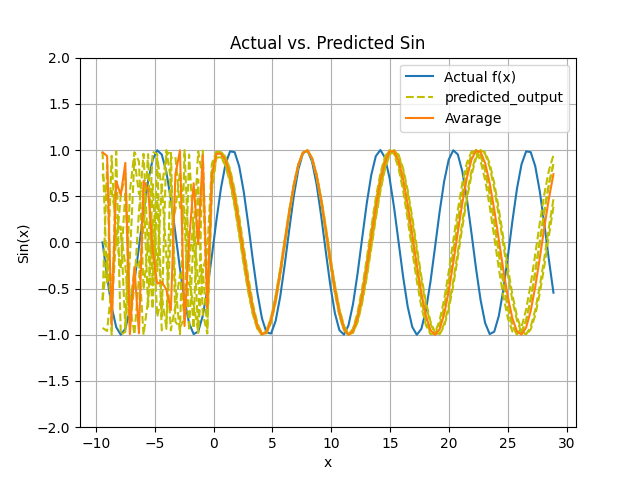 Actual vs. Predicted Sin
Actual f(x)
predicted_output
Avarage
2.0
1.5
1.0
0.5
0.0
−0.5
−1.0
−1.5
−2.0
Sin(x)
−10 −5 0 5 10 15 20 25 30
x